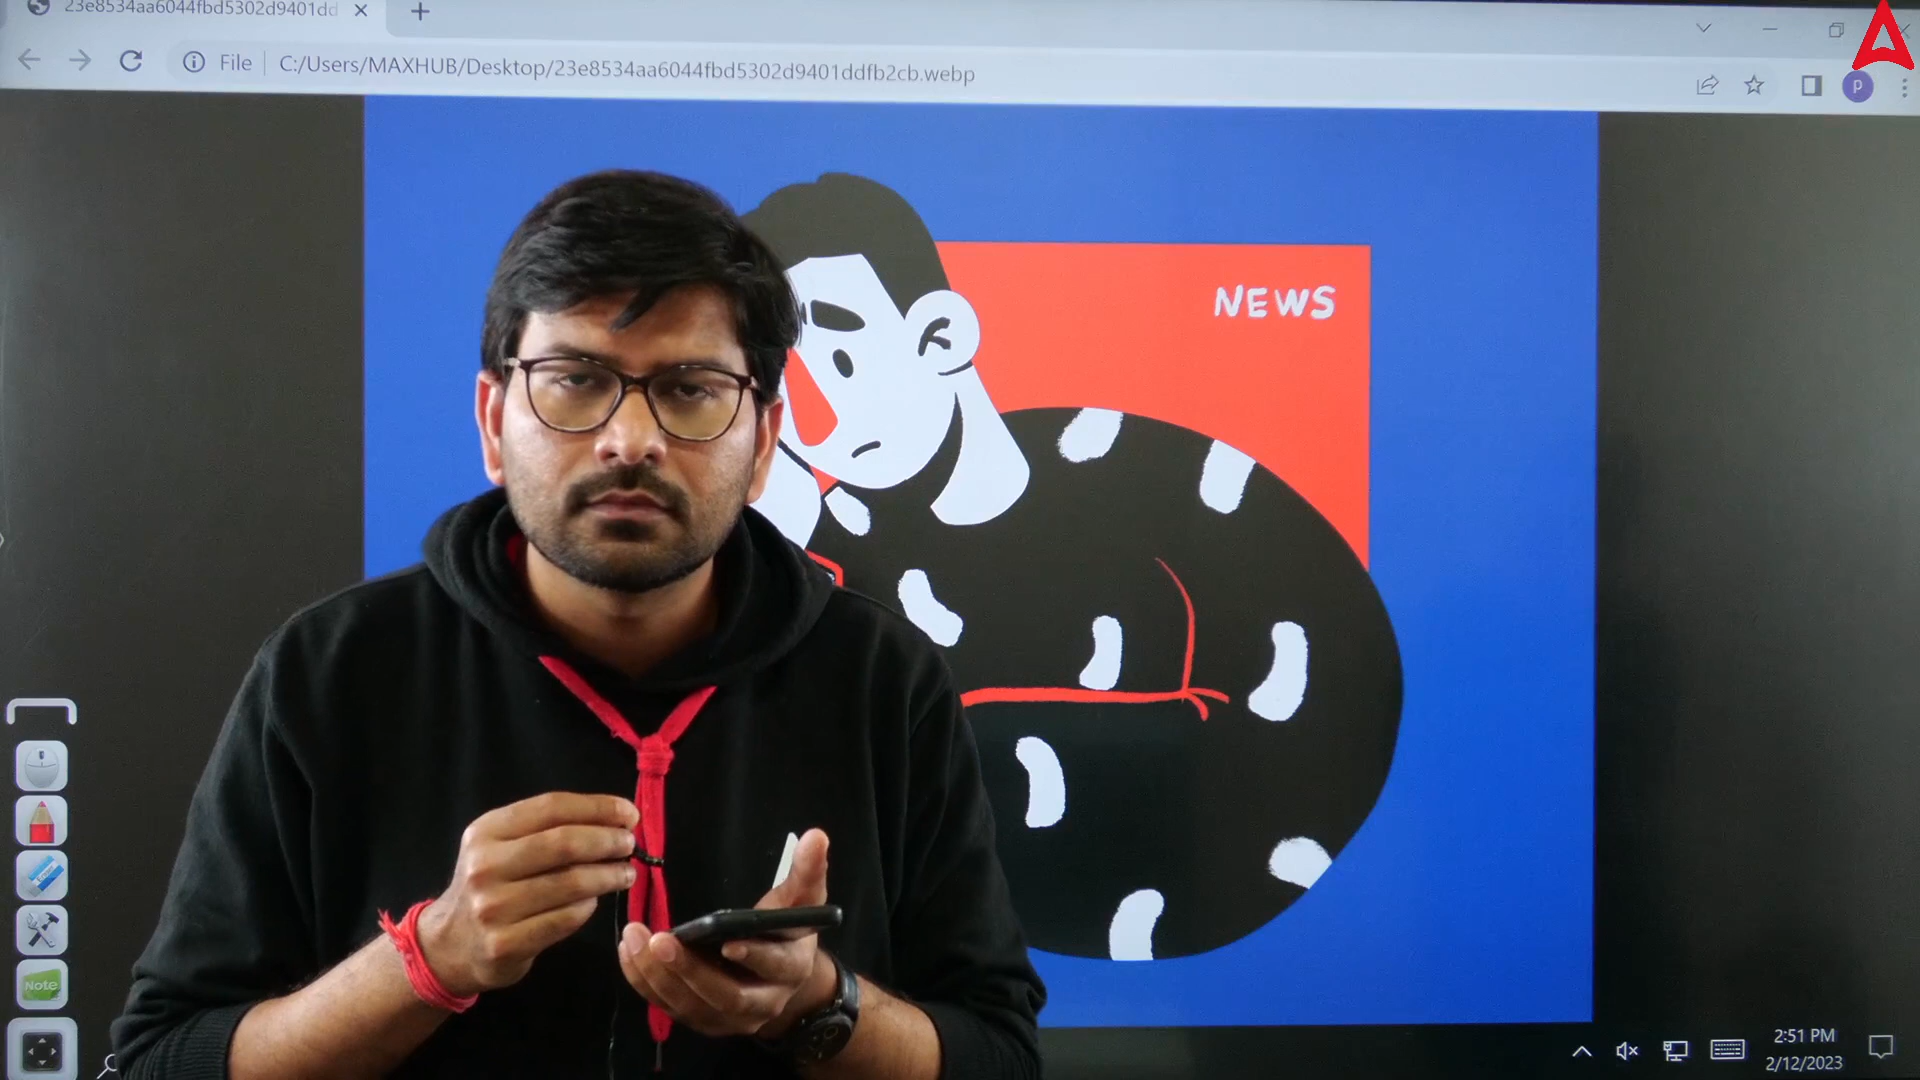 23e8534aa6044fbd5302d9401dd
File
C:/Users/MAXHUB/Desktop/23e8534aa6044fbd5302d9401ddfb2cb.webp
P
NEWS
Note
2:51 PM
2/12/2023